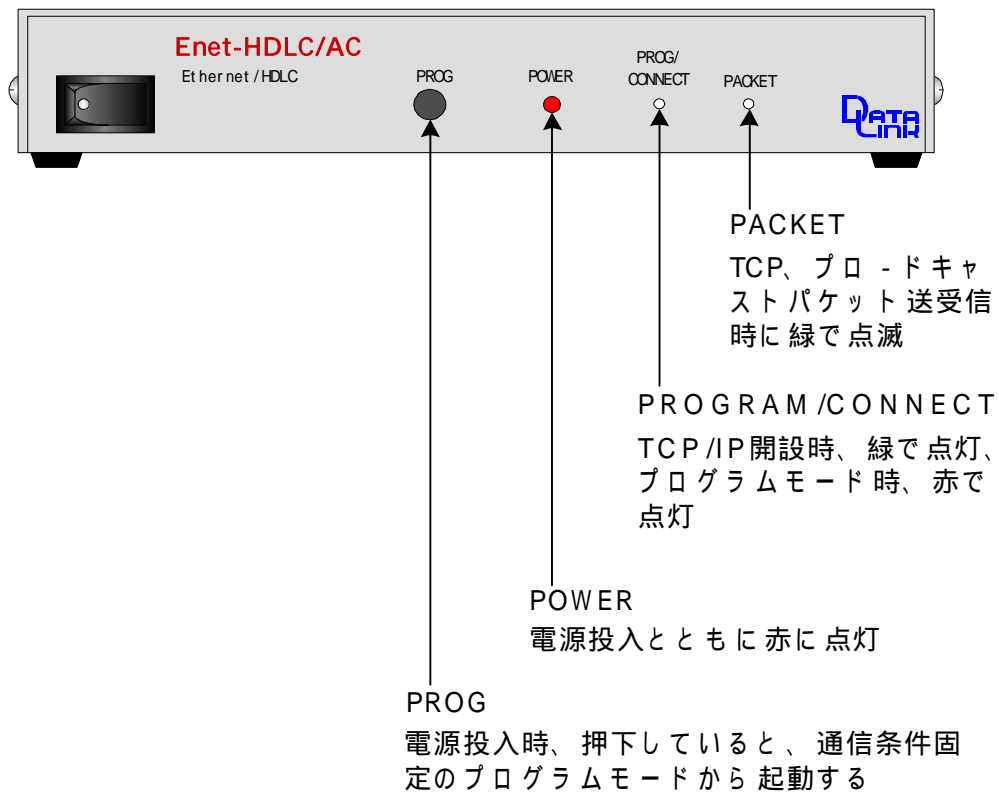 Enet-HDLC/AC
Ethernet/HDLC
PROG
POWER
PROG/
CONNECT
PACKET
DATA
LINK
PACKET
TCP、プロ-ドキャ
ストパケット送受信
時に緑で点滅
PROGRAM/CONNECT
TCP/IP開設時、緑で点灯、
プログラムモード時、赤で
点灯
POWER
電源投入とともに赤に点灯
PROG
電源投入時、押下していると、通信条件固
定のプログラムモードから起動する